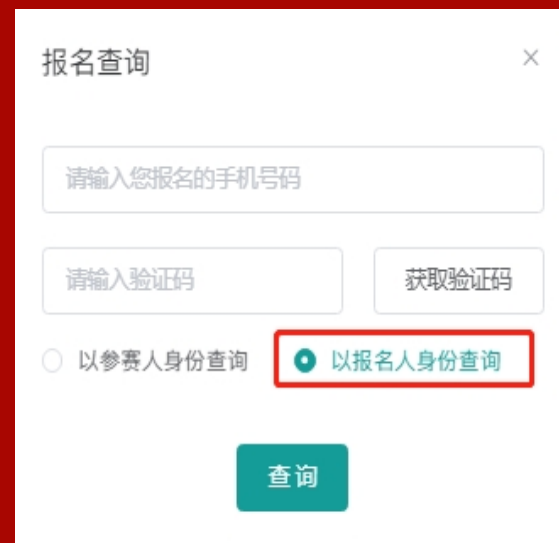 报名查询
请输入您报名的手机号码
请输入验证码 获取验证码
以参赛人身份查询 以报名人身份查询
查询